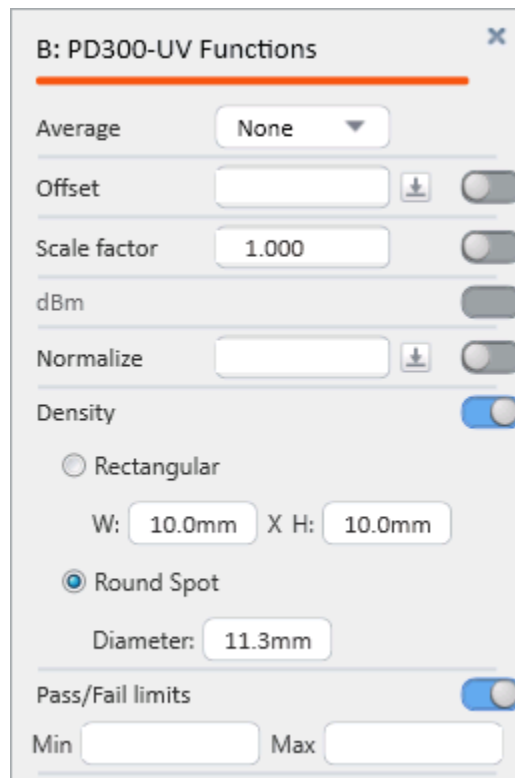 B: PD300-UV Functions
Average None
Offset
Scale factor 1.000
dBm
Normalize
Density
Rectangular
W: 10.0mm X H: 10.0mm
Round Spot
Diameter: 11.3mm
Pass/Fail limits
Min Max